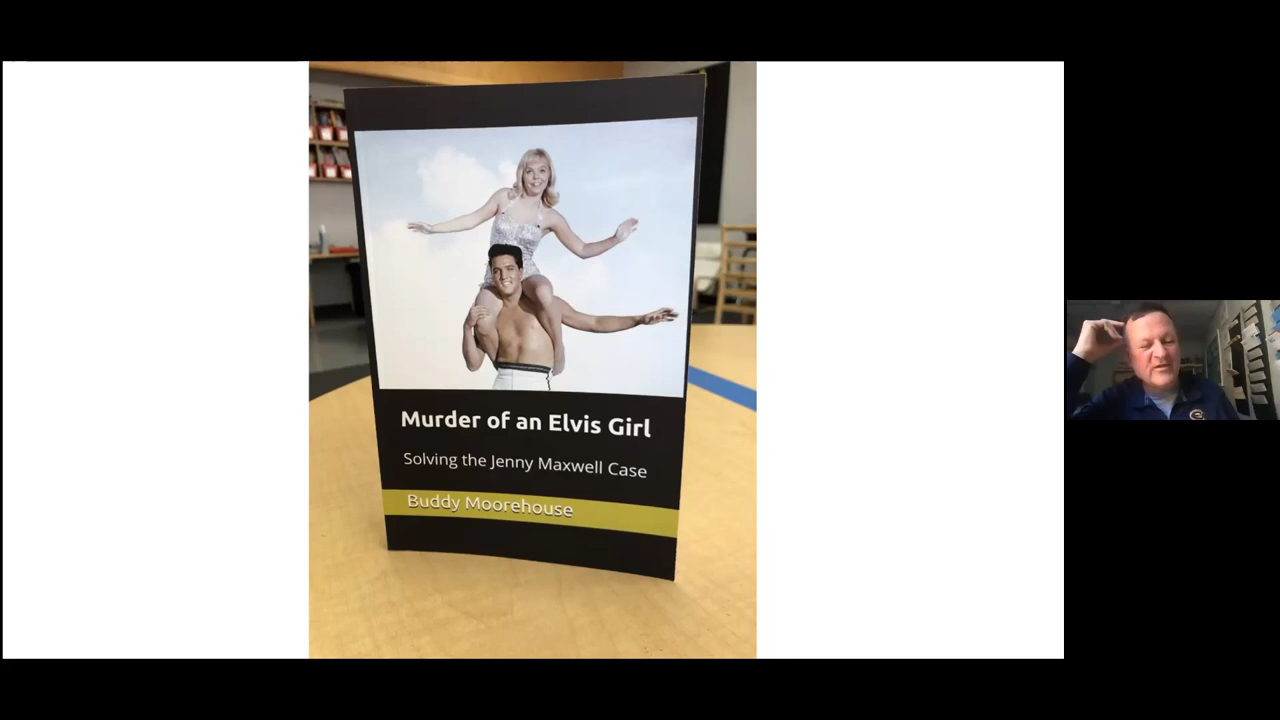 Murder of an Elvis Girl
Solving the Jenny Maxwell Case
Buddy Moorehouse